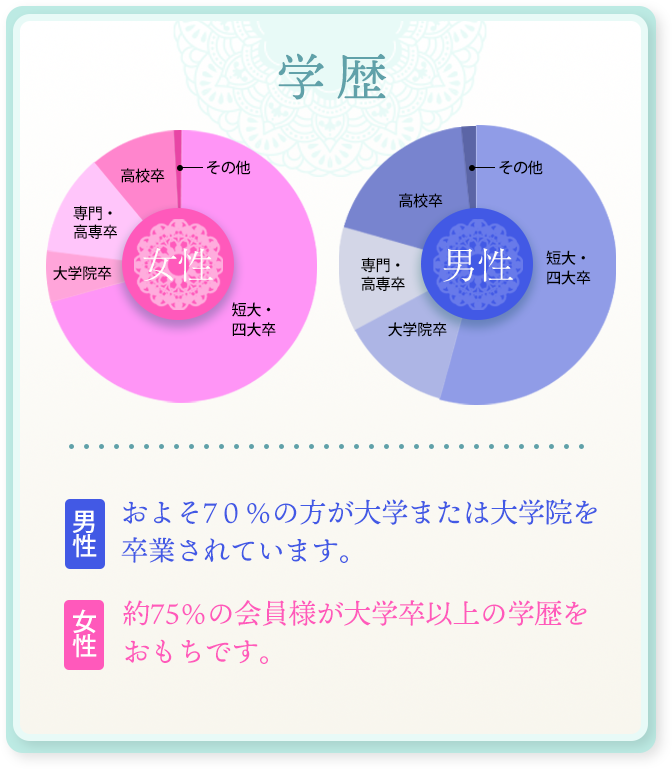 学歴
その他
高校卒
専門・
高専卒
大学院卒
女性
短大・
四大卒
その他
高校卒
専門・
高専卒
大学院卒
男性
短大・
四大卒
男性
およそ7０％の方が大学または大学院を
卒業されています。
女性
約75％の会員様が大学卒以上の学歴を
おもちです。